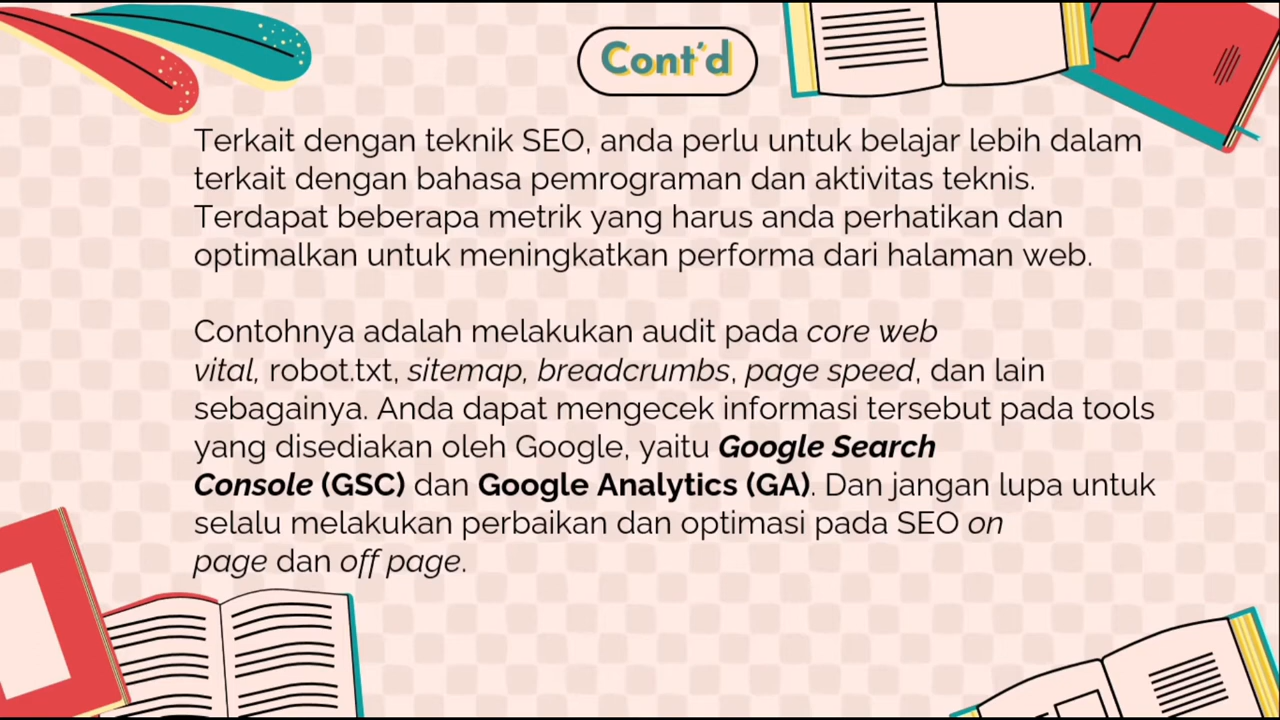 Cont'd
Terkait dengan teknik SEO, anda perlu untuk belajar lebih dalam
terkait dengan bahasa pemrograman dan aktivitas teknis.
Terdapat beberapa metrik yang harus anda perhatikan dan
optimalkan untuk meningkatkan performa dari halaman web.
Contohnya adalah melakukan audit pada core web
vital, robot.txt, sitemap, breadcrumbs, page speed, dan lain
sebagainya. Anda dapat mengecek informasi tersebut pada tools
yang disediakan oleh Google, yaitu Google Search
Console (GSC) dan Google Analytics (GA). Dan jangan lupa untuk
selalu melakukan perbaikan dan optimasi pada SEO on
page dan off page.